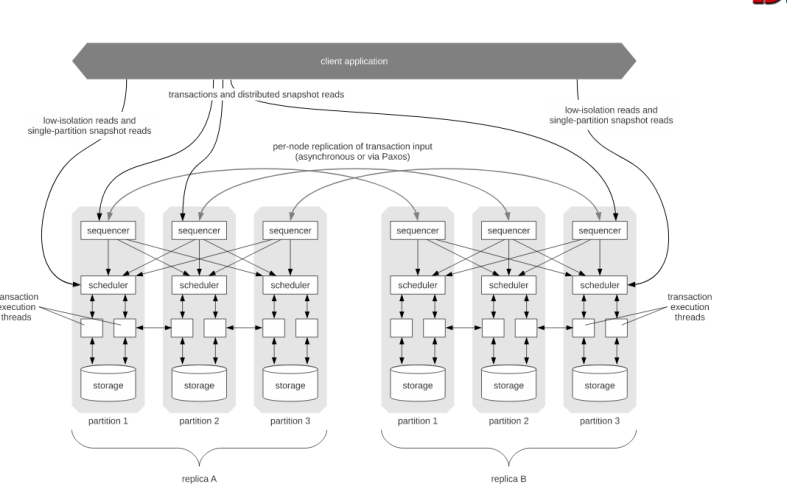 client application
transactions and distributed snapshot reads
low-isolation reads and
single-partition snapshot reads
low-isolation reads and
single-partition snapshot reads
per-node replication of transaction input
(asynchronous or via Paxos)
sequencer
sequencer
sequencer
sequencer
sequencer
sequencer
scheduler
scheduler
scheduler
scheduler
scheduler
scheduler
execution
threads
transaction
execution
threads
storage
storage
storage
storage
storage
storage
partition 1
partition 2
partition 3
partition 1
partition 2
partition 3
replica A
replica B